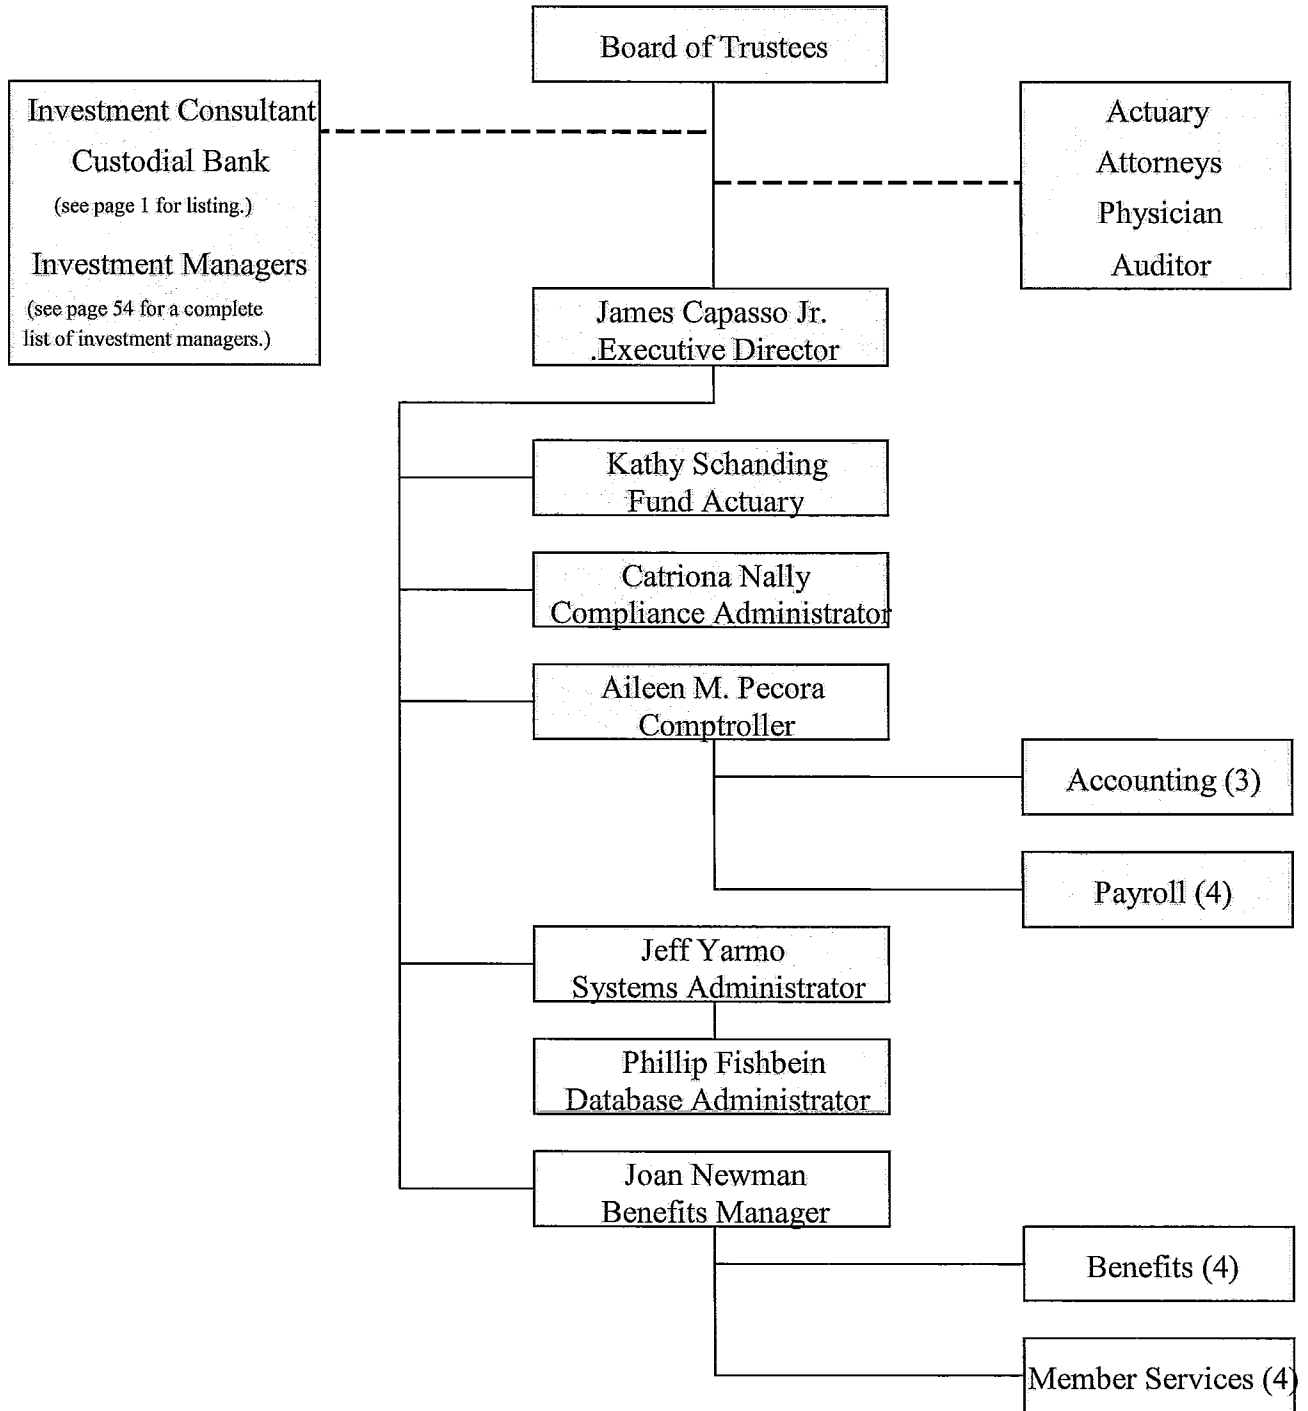 Board of Trustees
Investment Consultant
Custodial Bank
(see page 1 for listing.)
Investment Managers
(see page 54 for a complete
list of investment managers.)
Actuary
Attorneys
Physician
Auditor
James Capasso Jr.
.Executive Director
Kathy Schanding
Fund Actuary
Catriona Nally
Compliance Administrator
Aileen M. Pecora
Comptroller
Accounting (3)
Payroll (4)
Jeff Yarmo
Systems Administrator
Phillip Fishbein
Database Administrator
Joan Newman
Benefits Manager
Benefits (4)
Member Services (4)